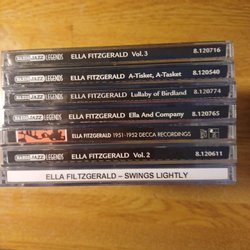 NAXOS JAZZ LEGENDS ELLA FITZGERALD Vol. 3 8.120716
NAXOS JAZZ LEGENDS ELLA FITZGERALD A-Tisket, A-Tasket 8.120540
NAXOS JAZZ LEGENDS ELLA FITZGERALD Lullaby of Birdland 8.120774
NAXOS JAZZ LEGENDS ELLA FITZGERALD Ella And Company 8.120765
ELLA FITZGERALD 1951-1952 DECCA RECORDINGS
NAXOS JAZZ LEGENDS ELLA FITZGERALD Vol. 2 8.120611
ELLA FILTZGERALD – SWINGS LIGHTLY